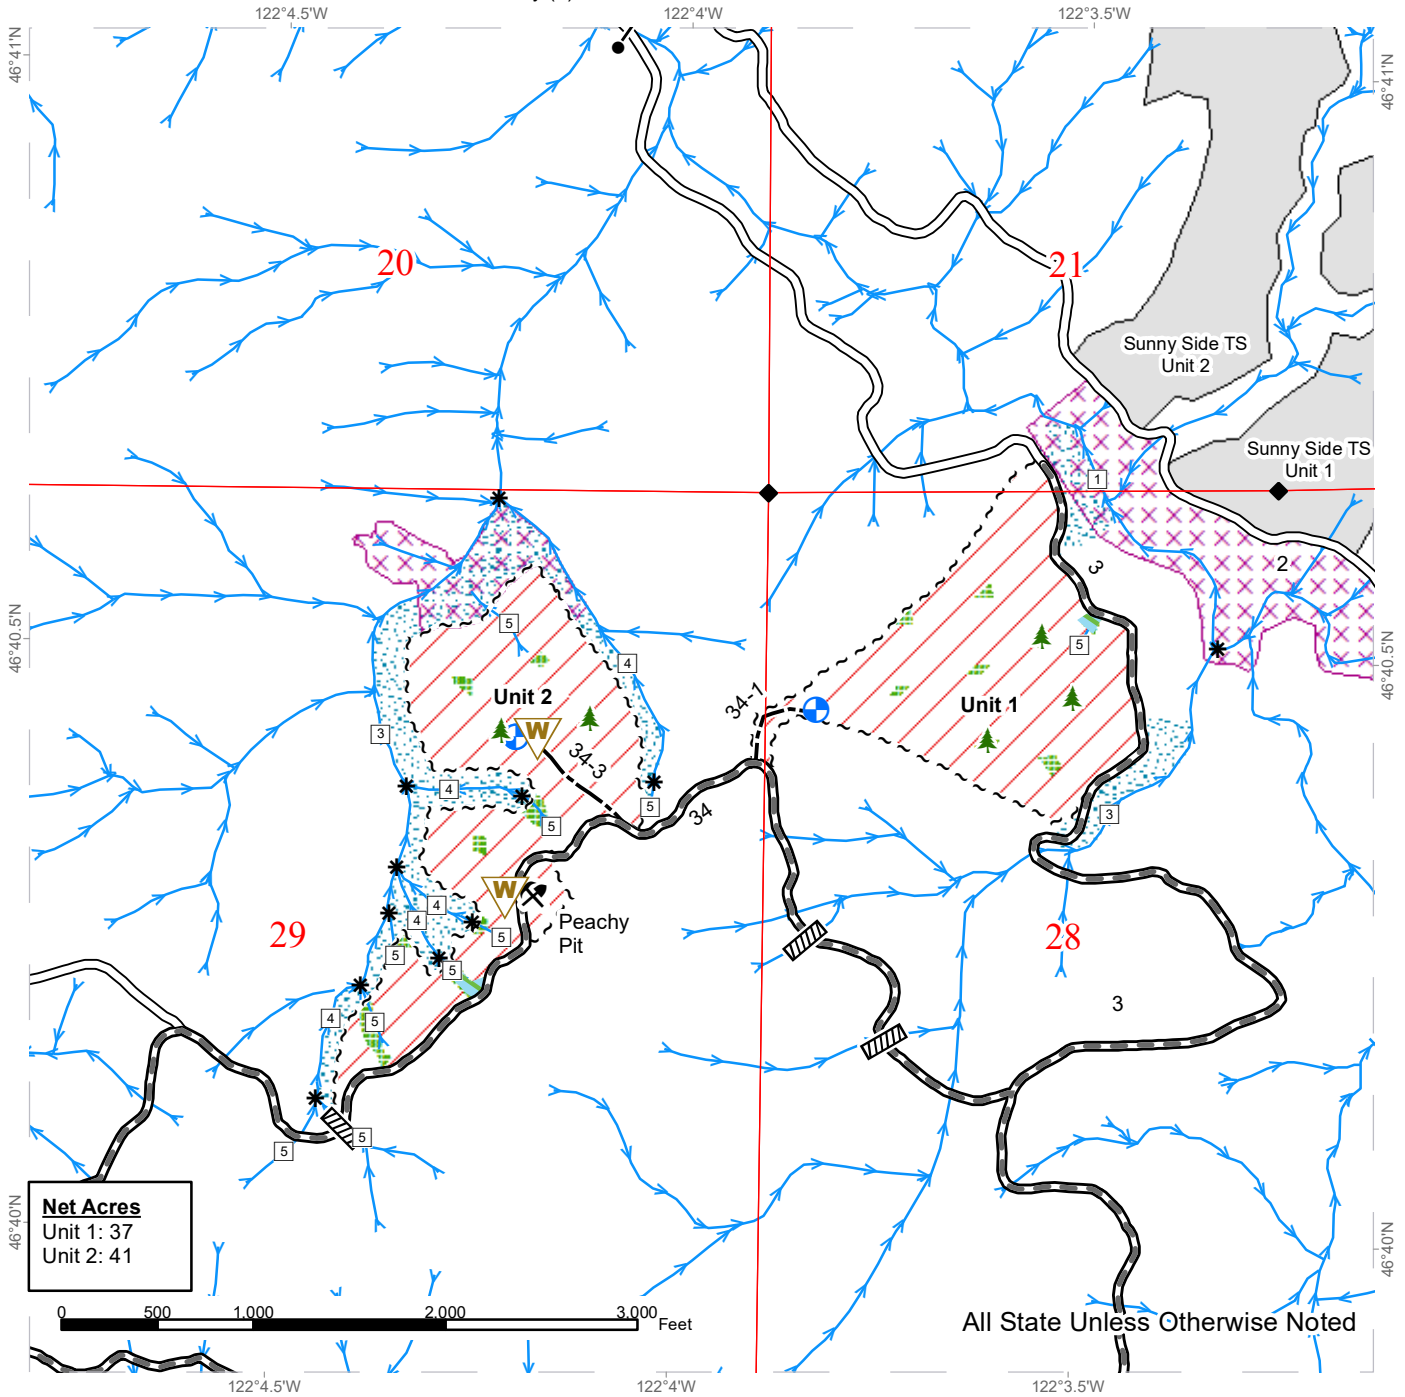 122°4.5'W
122°4'W
122°3.5'W
46°41'N
46°41'N
20
21
Sunny Side TS
Unit 2
Sunny Side TS
Unit 1
1
3
2
5
46°40.5'N
46°40.5'N
4
5
Unit 2
34-1
Unit 1
3
W
34-3
4
5
34
3
5
W
4
4
Peachy
Pit
5
5
5
29
28
4
5
3
5
5
Net Acres
Unit 1: 37
Unit 2: 41
46°40'N
46°40'N
0
500
1,000
2,000
3,000
Feet
All State Unless Otherwise Noted
122°4.5'W
122°4'W
122°3.5'W